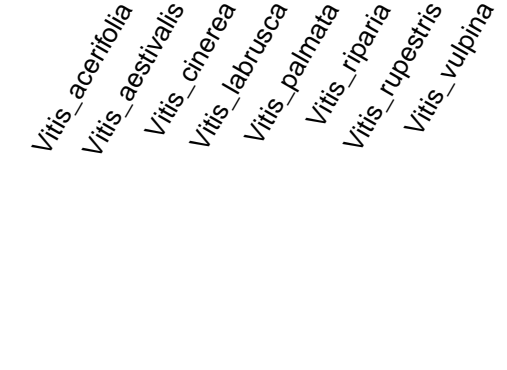 Vitis_acerifolia
Vitis_aestivalis
Vitis_cinerea
Vitis_labrusca
Vitis_palmata
Vitis_riparia
Vitis_rupestris
Vitis_vulpina